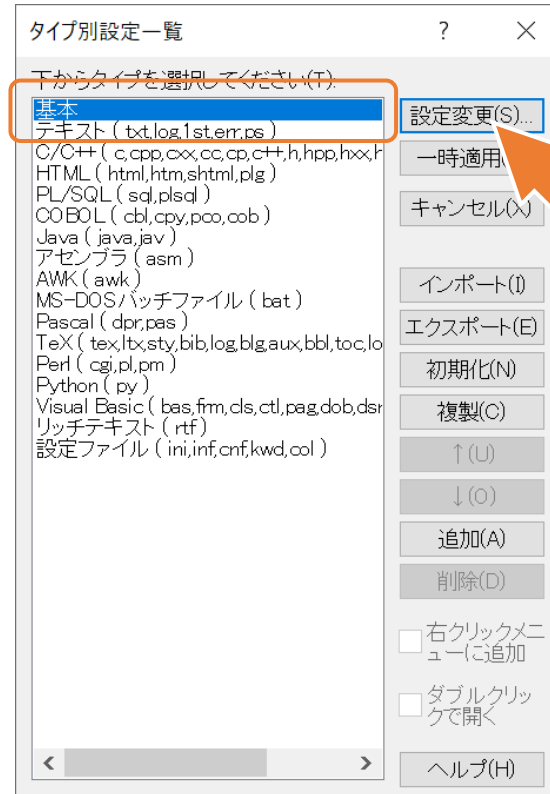 タイプ別設定一覧
?
下からタイプを選択してください(T):
基本
テキスト ( txt,log,1st,err,ps )
C/C++ ( c,cpp,cxx,cc,cp,c++,h,hpp,hxx,h
HTML ( html,htm,shtml,plg )
PL/SQL ( sql,plsql )
COBOL ( cbl,cpy,pco,cob )
Java ( java,jav )
アセンブラ ( asm )
AWK ( awk )
MS-DOSバッチファイル ( bat )
Pascal ( dpr,pas )
TeX ( tex,ltx,sty,bib,log,blg,aux,bbl,toc,lo
Perl ( cgi,pl,pm )
Python ( py )
Visual Basic ( bas,frm,cls,ctl,pag,dob,dsr
リッチテキスト ( rtf )
設定ファイル ( ini,inf,cnf,kwd,col )
設定変更(S)...
一時適用
キャンセル(X)
インポート(I)
エクスポート(E)
初期化(N)
複製(C)
↑(U)
↓(O)
追加(A)
削除(D)
右クリックメニ
ューに追加
ダブルクリッ
クで開く
ヘルプ(H)